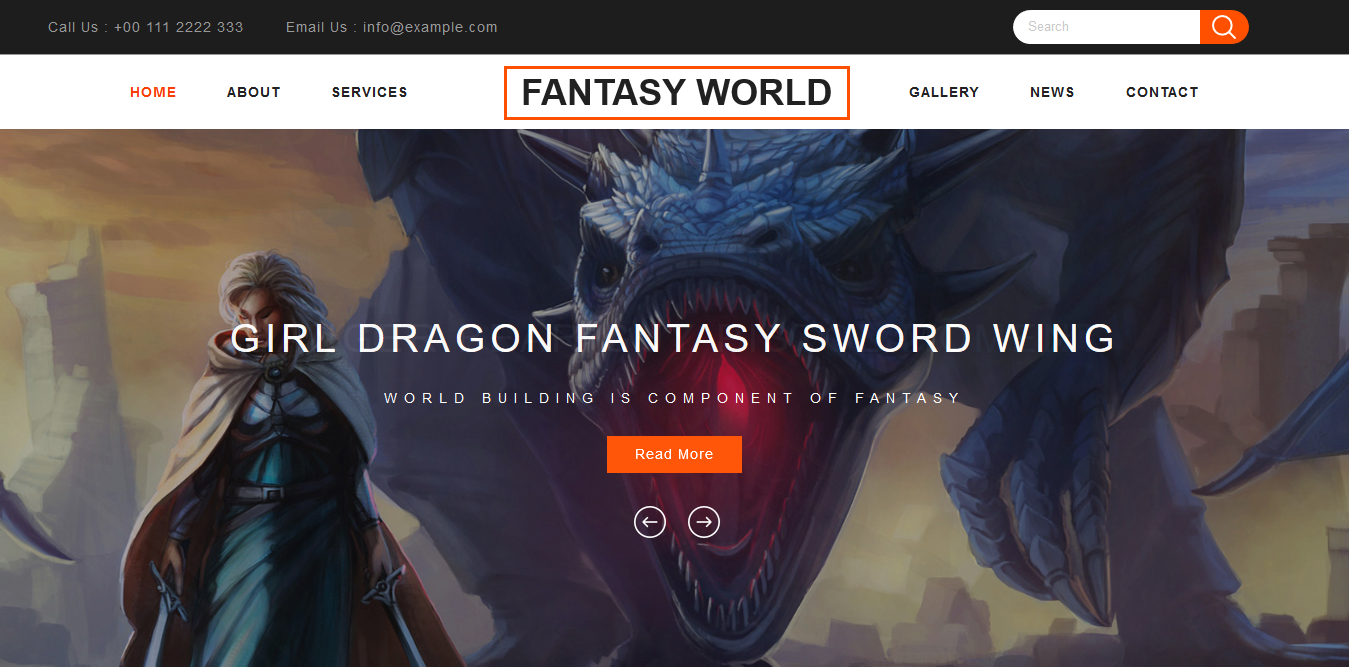 Call Us : +00 111 2222 333 Email Us : info@example.com Search
HOME ABOUT SERVICES FANTASY WORLD GALLERY NEWS CONTACT
GIRL DRAGON FANTASY SWORD WING
WORLD BUILDING IS COMPONENT OF FANTASY
Read More